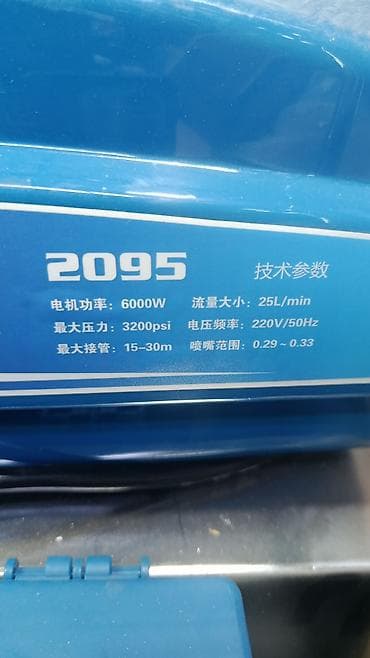 2095 技术参数
电机功率：6000W 流量大小：25L/min
最大压力：3200psi 电压频率：220V/50Hz
最大接管：15-30m 喷嘴范围：0.29~0.33